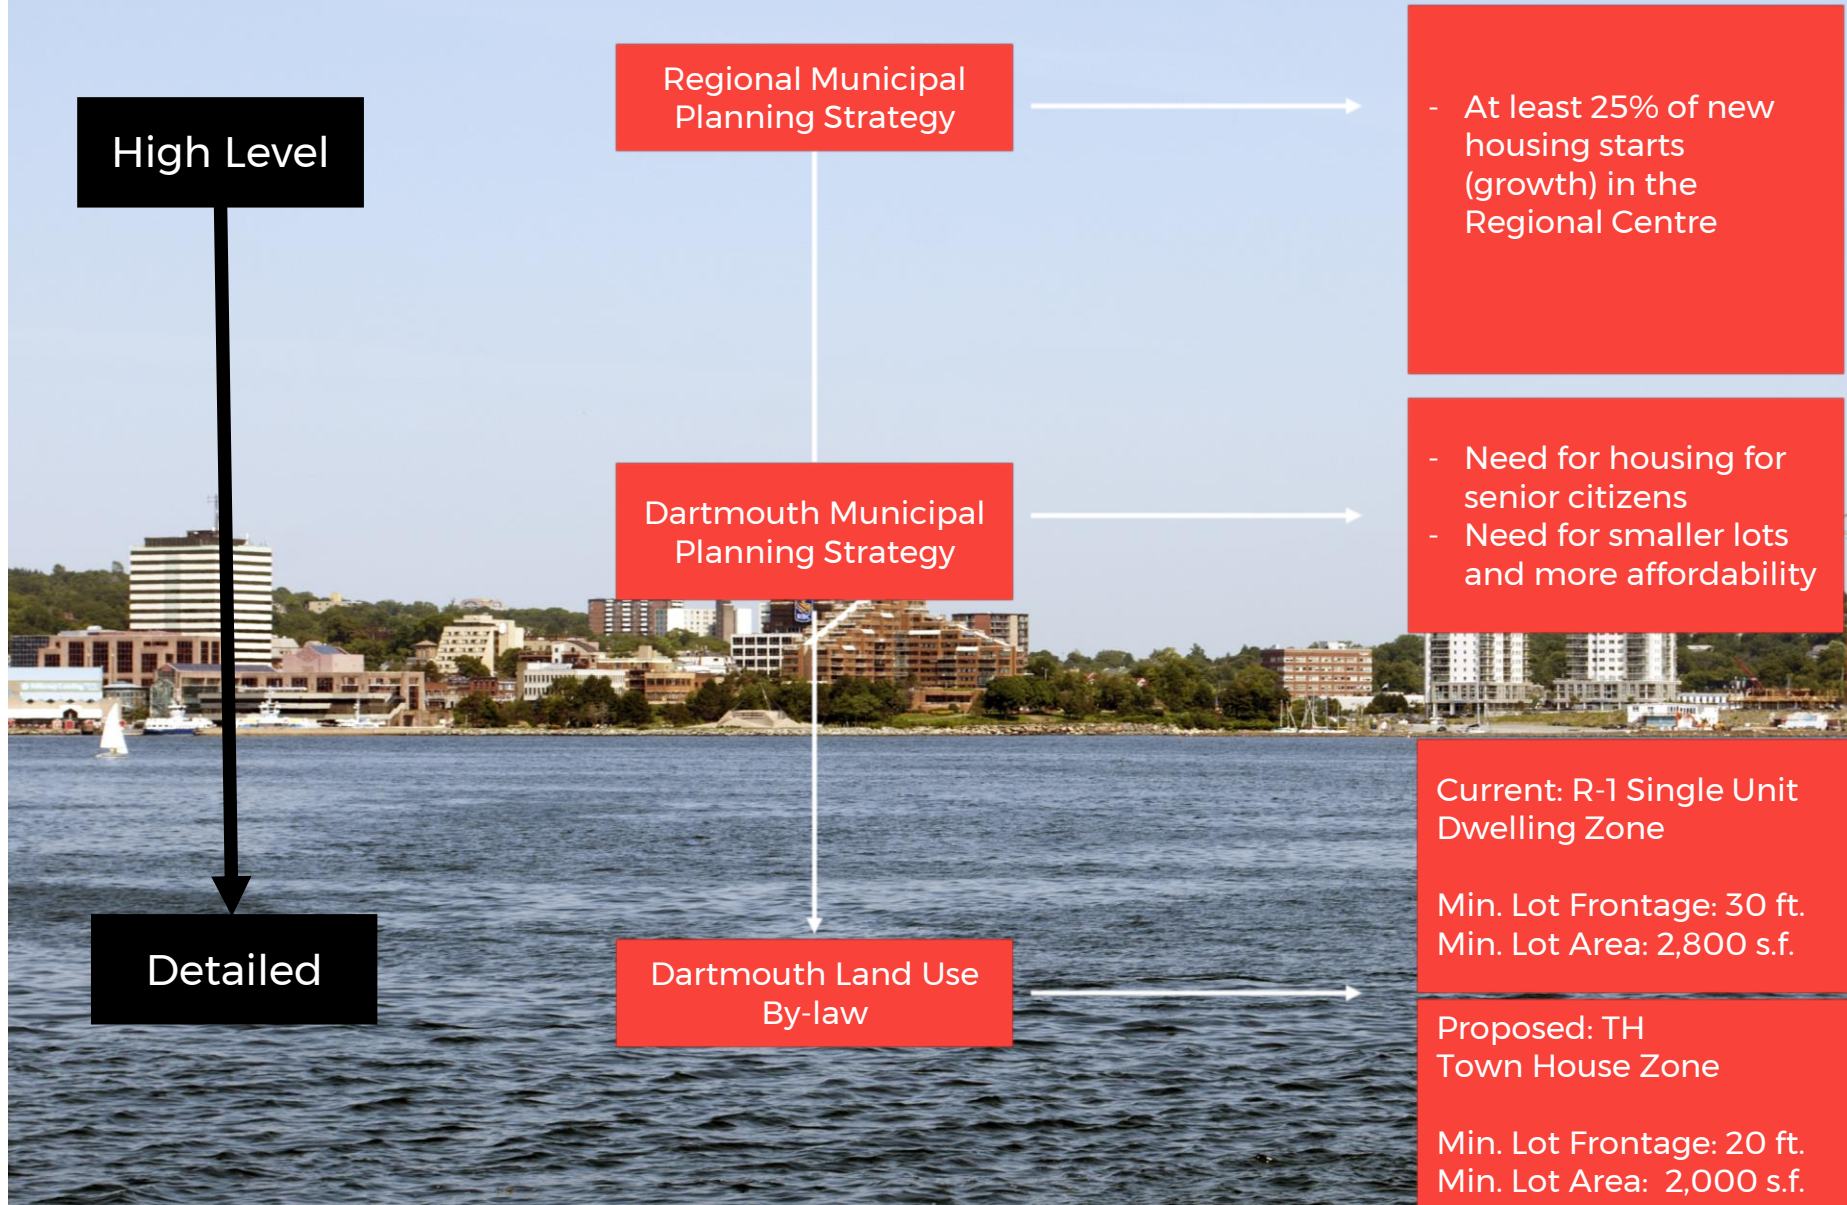 High Level
Detailed
Regional Municipal
Planning Strategy
- At least 25% of new
housing starts
(growth) in the
Regional Centre
Dartmouth Municipal
Planning Strategy
- Need for housing for
senior citizens
- Need for smaller lots
and more affordability
Dartmouth Land Use
By-law
Current: R-1 Single Unit
Dwelling Zone
Min. Lot Frontage: 30 ft.
Min. Lot Area: 2,800 s.f.
Proposed: TH
Town House Zone
Min. Lot Frontage: 20 ft.
Min. Lot Area: 2,000 s.f.